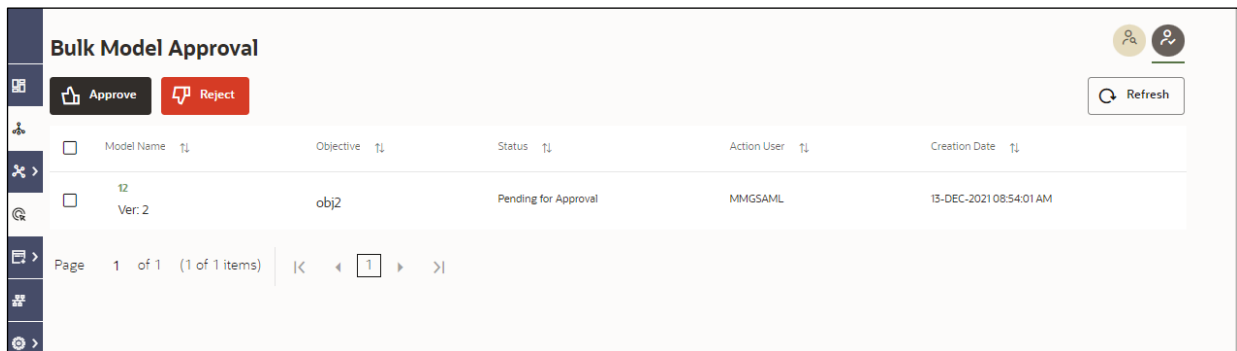 Bulk Model Approval
Approve Reject Refresh
Model Name Objective Status Action User Creation Date
12
Ver: 2 obj2 Pending for Approval MMGSAML 13-DEC-2021 08:54:01 AM
Page 1 of 1 (1 of 1 items) 1